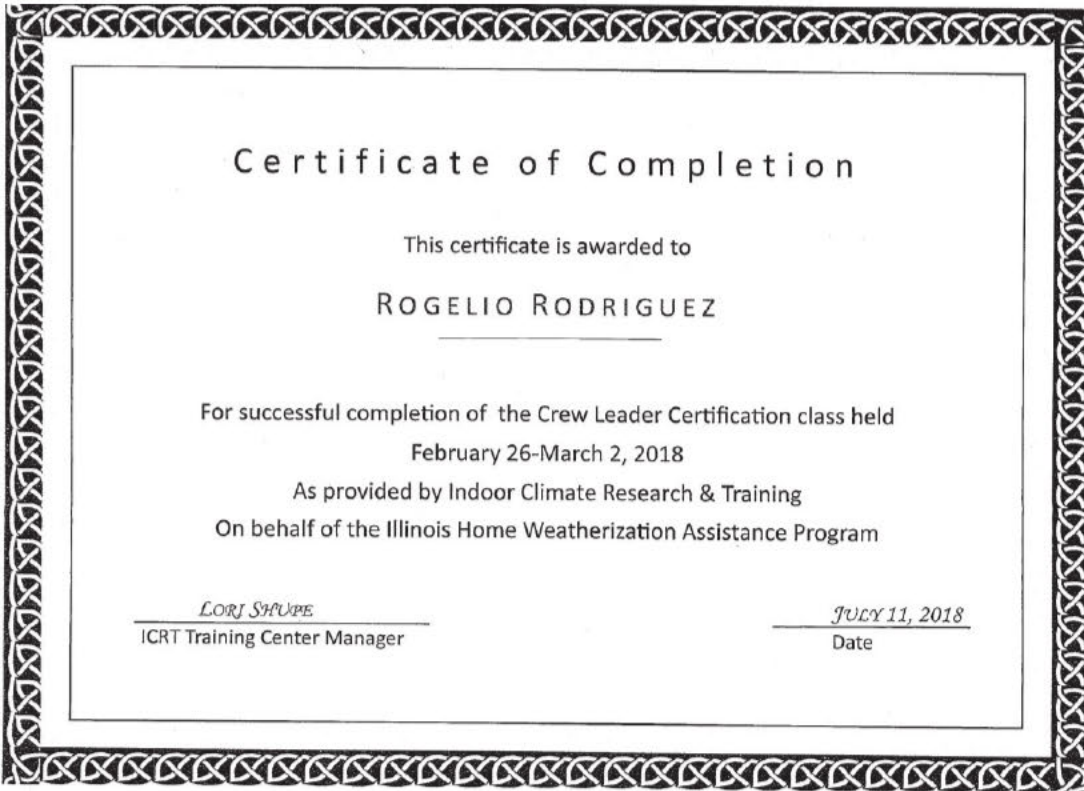 Certificate of Completion
This certificate is awarded to
ROGELIO RODRIGUEZ
For successful completion of the Crew Leader Certification class held
February 26-March 2, 2018
As provided by Indoor Climate Research & Training
On behalf of the Illinois Home Weatherization Assistance Program
LORI SHUPE
ICRT Training Center Manager
JULY 11, 2018
Date